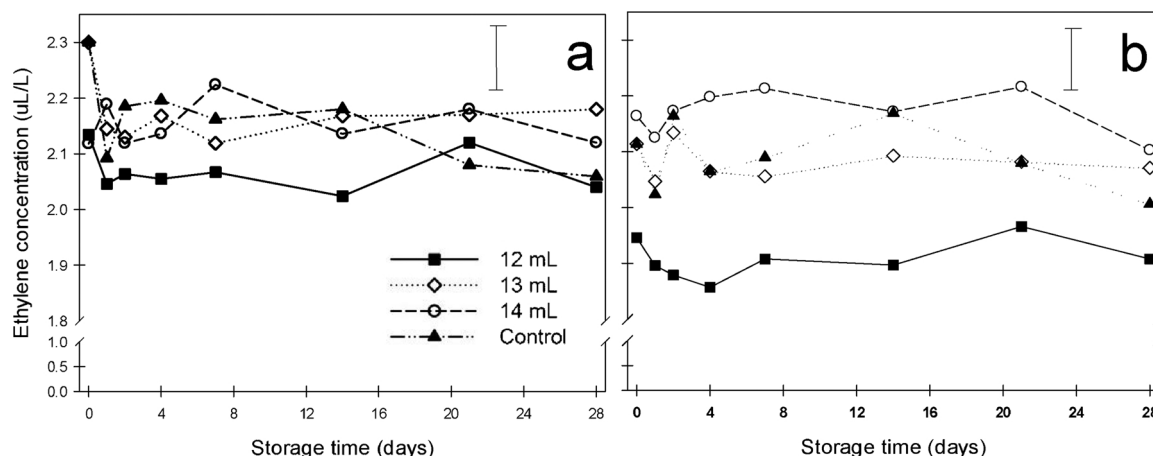 a
b
Ethylene concentration (uL/L)
2.3
2.2
2.1
2.0
1.9
1.8
1.0
0.5
0.0
12 mL
13 mL
14 mL
Control
0 4 8 12 16 20 24 28
0 4 8 12 16 20 24 28
Storage time (days)
Storage time (days)